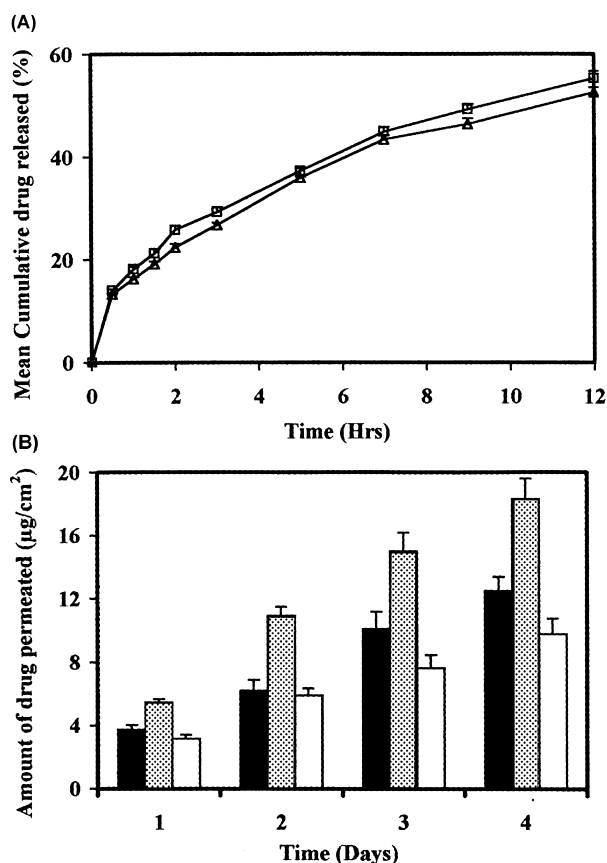 (A)
Mean Cumulative drug released (%)
60
40
20
0
0 2 4 6 8 10 12
Time (Hrs)
(B)
Amount of drug permeated (µg/cm²)
20
16
12
8
4
0
1 2 3 4
Time (Days)